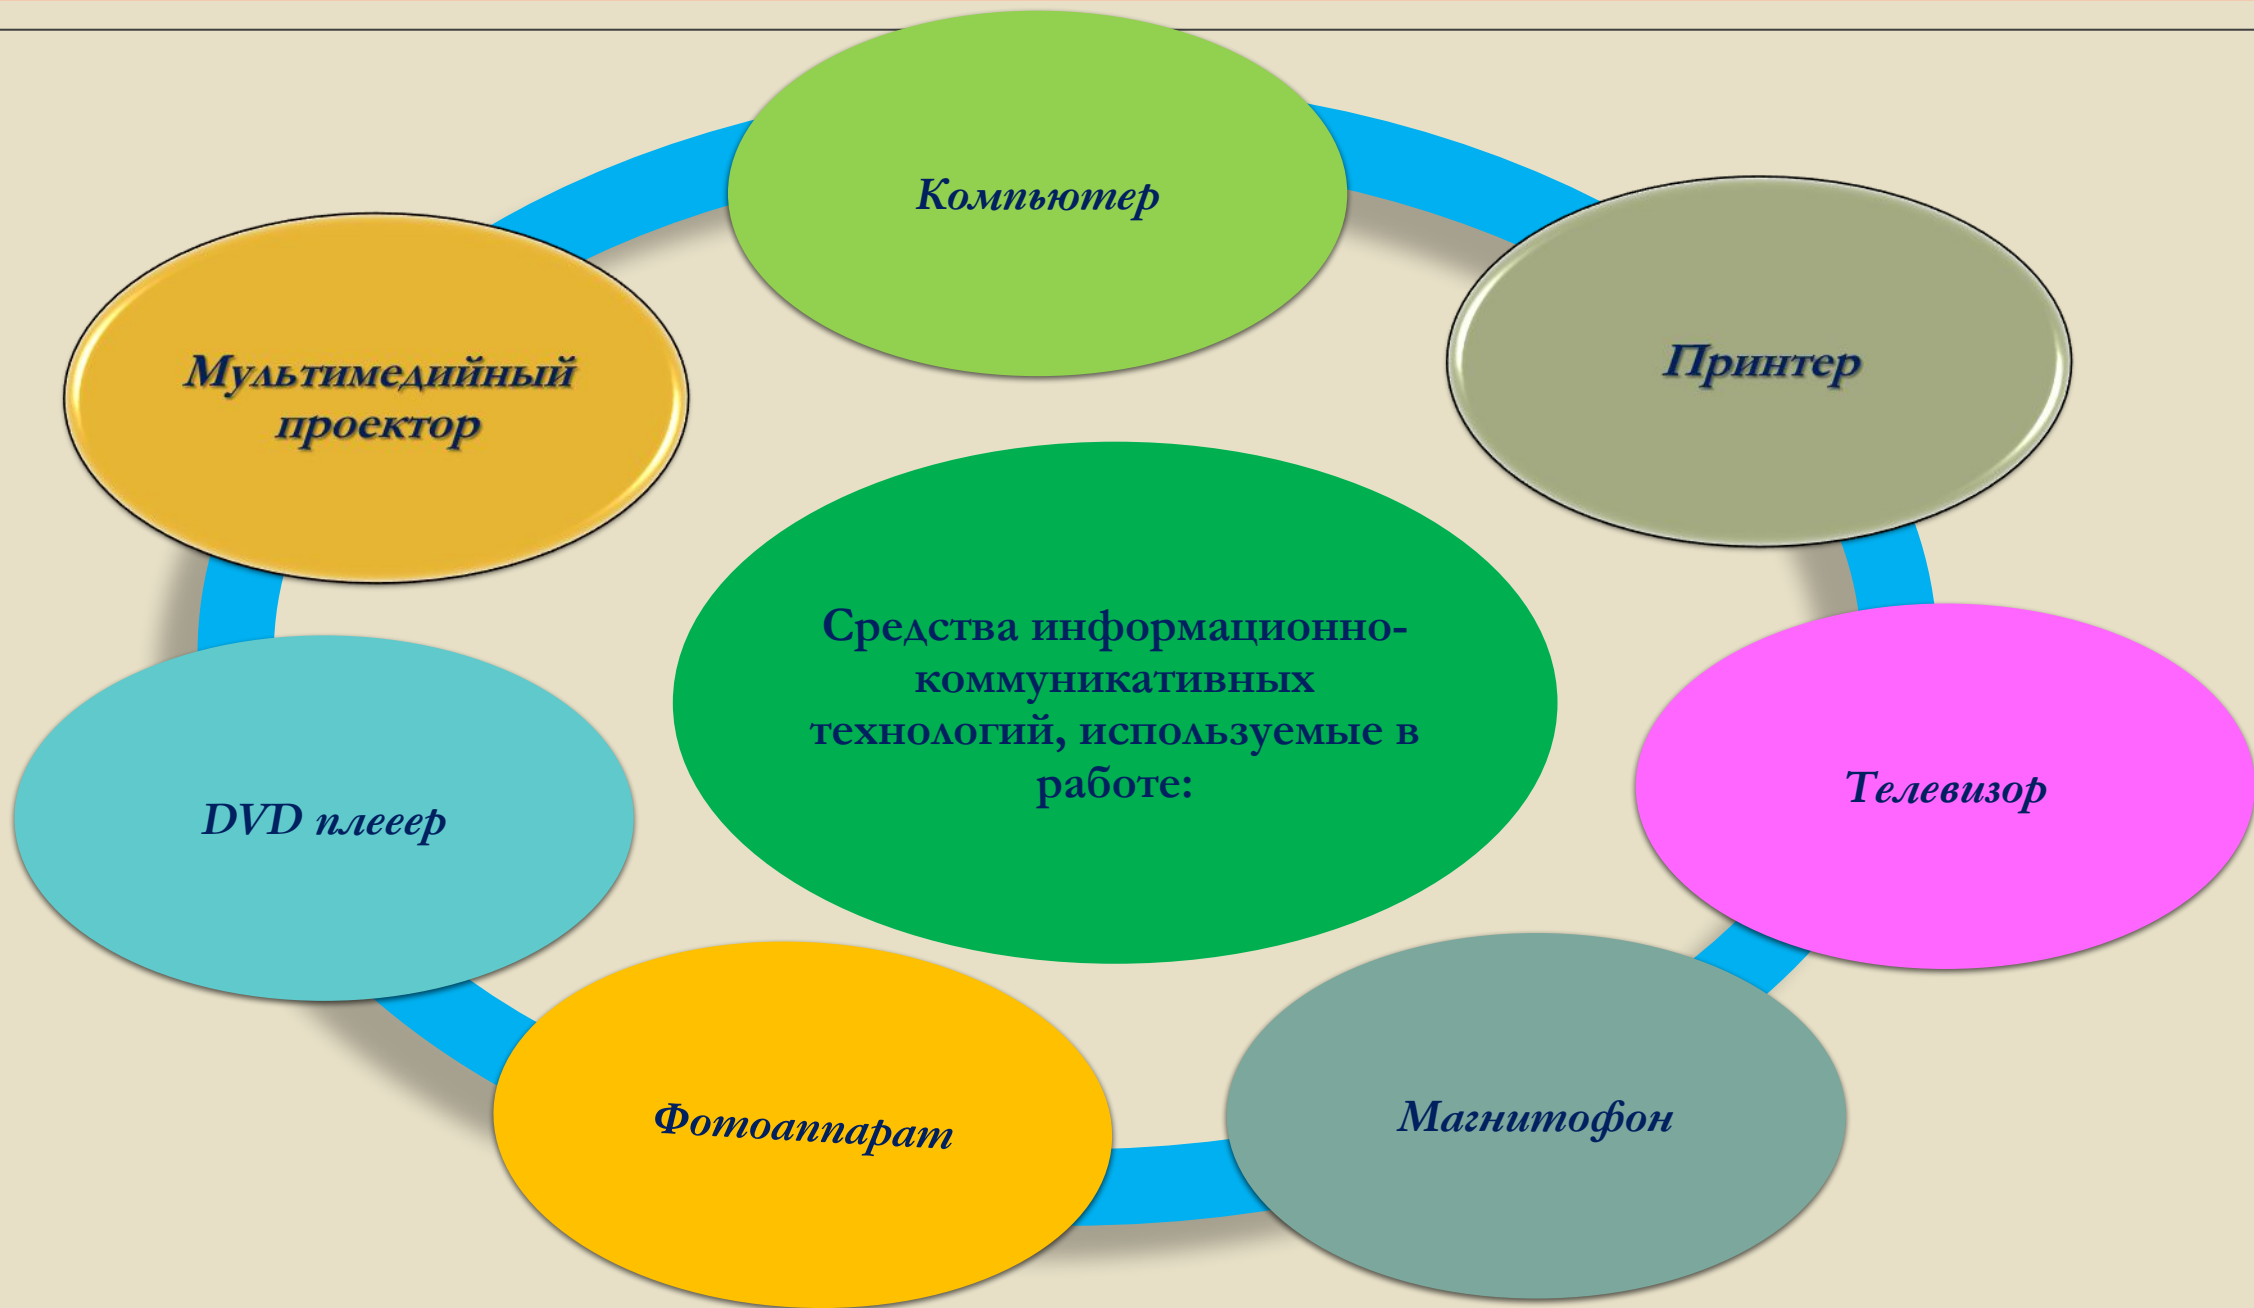 Компьютер
Принтер
Мультимедийный
проектор
Средства информационно-
коммуникативных
технологий, используемые в
работе:
Телевизор
DVD плееер
Фотоаппарат
Магнитофон